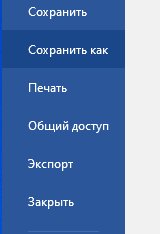 Сохранить
Сохранить как
Печать
Общий доступ
Экспорт
Закрыть